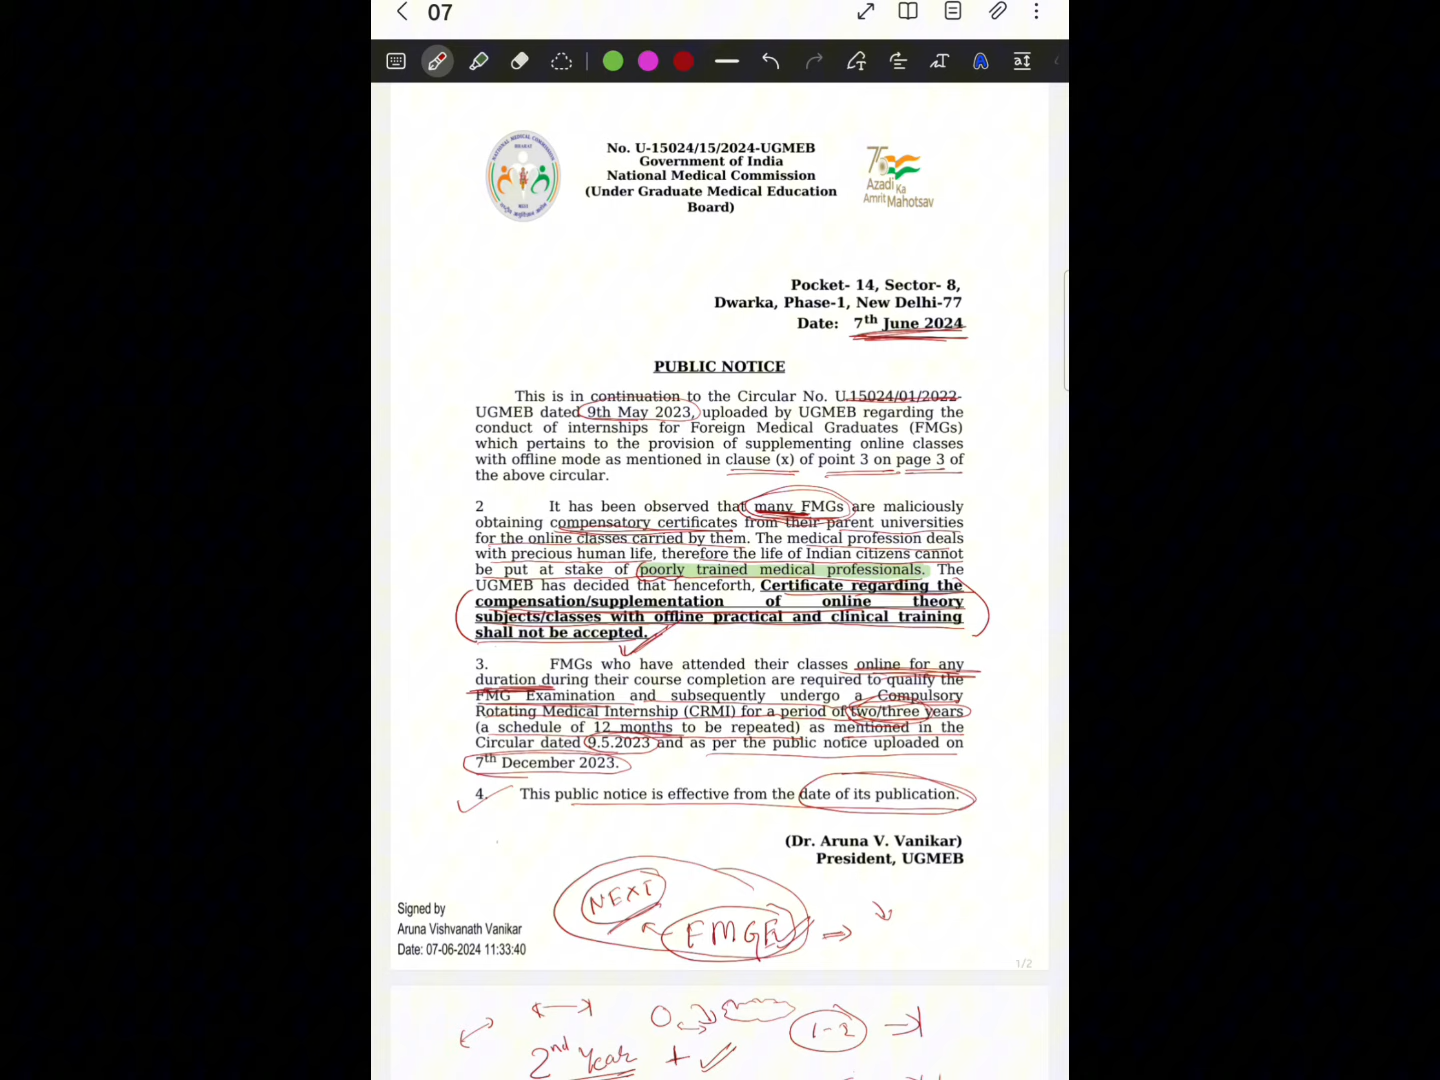 07
No. U-15024/15/2024-UGMEB
Government of India
National Medical Commission
(Under Graduate Medical Education
Board)
75
Azadi Ka
Amrit Mahotsav
Pocket- 14, Sector- 8,
Dwarka, Phase-1, New Delhi-77
Date: 7th June 2024
PUBLIC NOTICE
This is in continuation to the Circular No. U.15024/01/2022-
UGMEB dated 9th May 2023, uploaded by UGMEB regarding the
conduct of internships for Foreign Medical Graduates (FMGs)
which pertains to the provision of supplementing online classes
with offline mode as mentioned in clause (x) of point 3 on page 3 of
the above circular.
2 It has been observed that many FMGs are maliciously
obtaining compensatory certificates from their parent universities
for the online classes carried by them. The medical profession deals
with precious human life, therefore the life of Indian citizens cannot
be put at stake of poorly trained medical professionals. The
UGMEB has decided that henceforth, Certificate regarding the
compensation/supplementation of online theory
subjects/classes with offline practical and clinical training
shall not be accepted.
3. FMGs who have attended their classes online for any
duration during their course completion are required to qualify the
FMG Examination and subsequently undergo a Compulsory
Rotating Medical Internship (CRMI) for a period of two/three years
(a schedule of 12 months to be repeated) as mentioned in the
Circular dated 9.5.2023 and as per the public notice uploaded on
7th December 2023.
4. This public notice is effective from the date of its publication.
(Dr. Aruna V. Vanikar)
President, UGMEB
Signed by
Aruna Vishvanath Vanikar
Date: 07-06-2024 11:33:40
NEXT
FMGE
1/2
1-2
2nd Year +